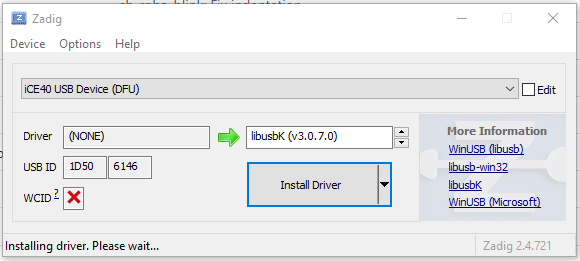 Zadig
Device Options Help
iCE40 USB Device (DFU)
Edit
Driver (NONE) libusbK (v3.0.7.0)
More Information
WinUSB (libusb)
USB ID 1D50 6146
libusb-win32
Install Driver
libusbK
WCID ?
WinUSB (Microsoft)
Installing driver. Please wait...
Zadig 2.4.721